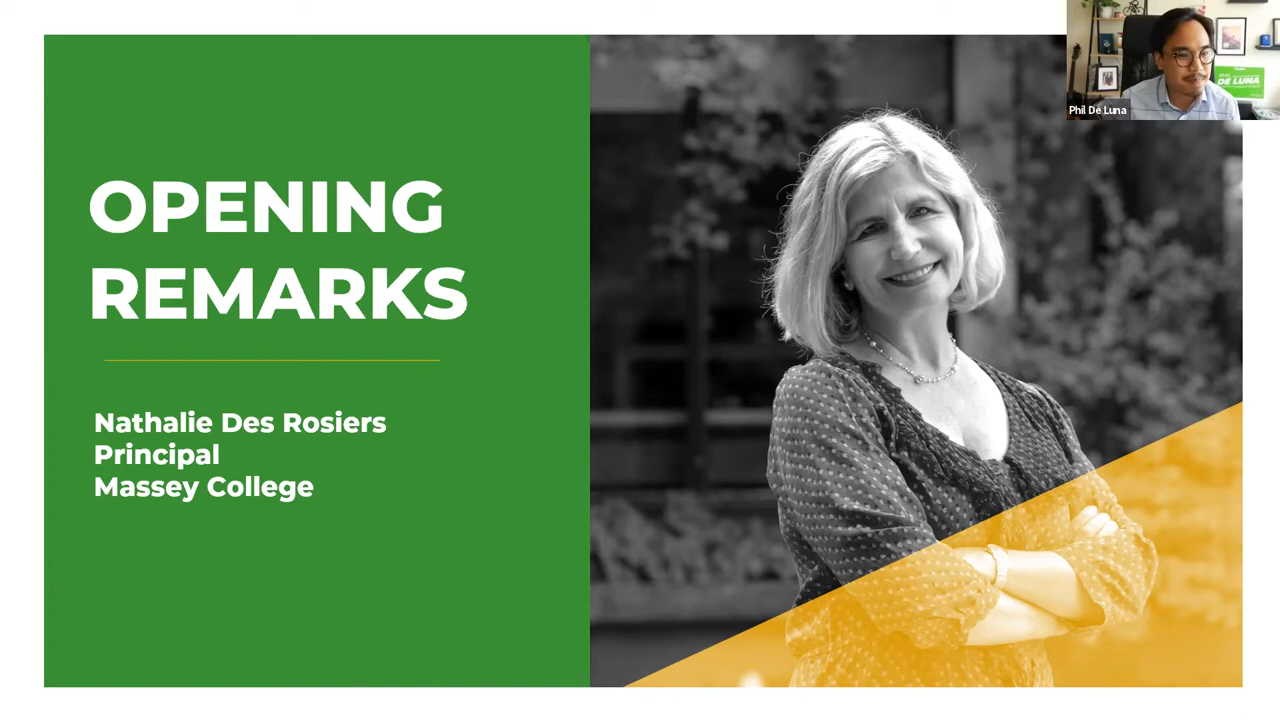 OPENING
REMARKS
Nathalie Des Rosiers
Principal
Massey College
Phil De Luna
DE LUNA